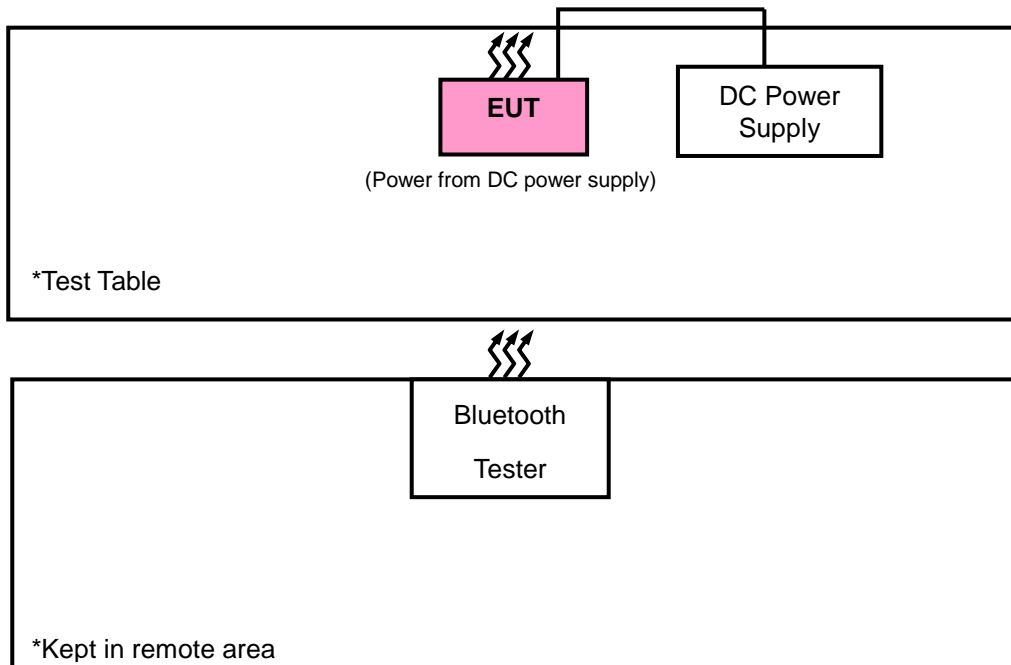 EUT
DC Power
Supply
(Power from DC power supply)
*Test Table
Bluetooth
Tester
*Kept in remote area